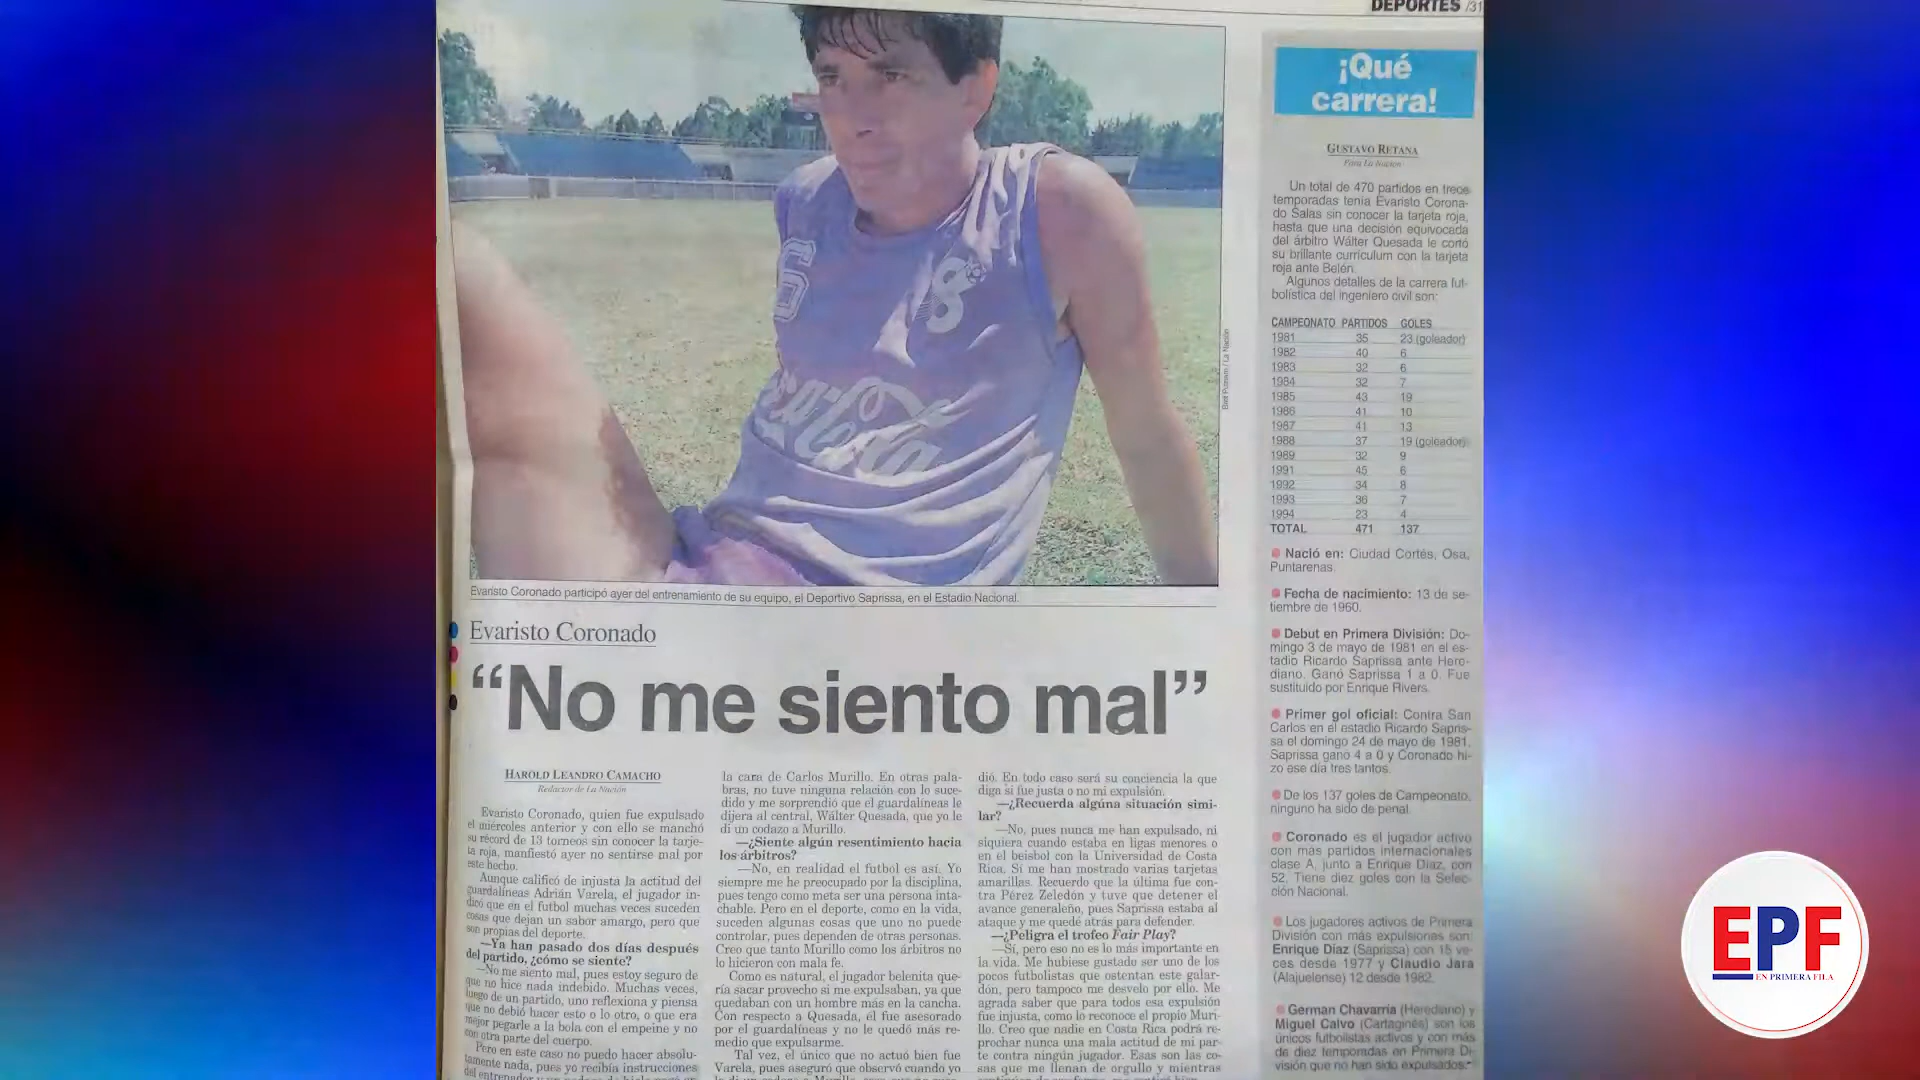 DEPORTES /31
Evaristo Coronado participó ayer del entrenamiento de su equipo, el Deportivo Saprissa, en el Estadio Nacional.
Evaristo Coronado
“No me siento mal”
HAROLD LEANDRO CAMACHO
Redactor de La Nación
Evaristo Coronado, quien fue expulsado
el miércoles anterior y con ello se manchó
su récord de 13 torneos sin conocer la tarje-
ta roja, manfiestó ayer no sentirse mal por
este hecho.
Aunque calificó de injusta la actitud del
guardalíneas Adrián Varela, el jugador in-
dicó que en el futbol muchas veces suceden
cosas que dejan un sabor amargo, pero que
son propias del deporte.
—Ya han pasado dos días después
del partido, ¿cómo se siente?
—No me siento mal, pues estoy seguro de
que no hice nada indebido. Muchas veces,
luego de un partido, uno reflexiona y piensa
que no debió hacer esto o lo otro, o que era
mejor pegarle a la bola con el empeine y no
con otra parte del cuerpo.
Pero en este caso no puedo hacer absolu-
tamente nada, pues yo recibía instrucciones
la cara de Carlos Murillo. En otras pala-
bras, no tuve ninguna relación con lo suce-
dido y me sorprendió que el guardalíneas le
dijera al central, Wálter Quesada, que yo le
di un codazo a Murillo.
—¿Siente algún resentimiento hacia
los árbitros?
—No, en realidad el futbol es así. Yo
siempre me he preocupado por la disciplina,
pues tengo como meta ser una persona inta-
chable. Pero en el deporte, como en la vida,
suceden algunas cosas que uno no puede
controlar, pues dependen de otras personas.
Creo que tanto Murillo como los árbitros no
lo hicieron con mala fe.
Como es natural, el jugador belenita que-
ría sacar provecho si me expulsaban, ya que
quedaban con un hombre más en la cancha.
Con respecto a Quesada, él fue asesorado
por el guardalíneas y no le quedó más re-
medio que expulsarme.
Tal vez, el único que no actuó bien fue
Varela, pues aseguró que observó cuando yo
dió. En todo caso será su conciencia la que
diga si fue justa o no mi expulsión.
—¿Recuerda algúna situación simi-
lar?
—No, pues nunca me han expulsado, ni
siquiera cuando estaba en ligas menores o
en el beisbol con la Universidad de Costa
Rica. Sí me han mostrado varias tarjetas
amarillas. Recuerdo que la última fue con-
tra Pérez Zeledón y tuve que detener el
avance generaleño, pues Saprissa estaba al
ataque y me quedé atrás para defender.
—¿Peligra el trofeo Fair Play?
—Sí, pero eso no es lo más importante en
la vida. Me hubiese gustado ser uno de los
pocos futbolistas que ostentan este galar-
dón, pero tampoco me desvelo por ello. Me
agrada saber que para todos esa expulsión
fue injusta, como lo reconoce el propio Muri-
llo. Creo que nadie en Costa Rica podrá re-
prochar nunca una mala actitud de mi par-
te contra ningún jugador. Esas son las co-
sas que me llenan de orgullo y mientras
¡Qué
carrera!
GUSTAVO RETANA
Para La Nación
Un total de 470 partidos en trece
temporadas tenía Evaristo Corona-
do Salas sin conocer la tarjeta roja,
hasta que una decisión equivocada
del árbitro Wálter Quesada le cortó
su brillante currículum con la tarjeta
roja ante Belén.
Algunos detalles de la carrera fut-
bolística del ingeniero civil son:
CAMPEONATO PARTIDOS GOLES
1981 35 23 (goleador)
1982 40 6
1983 32 6
1984 32 7
1985 43 19
1986 41 10
1987 41 13
1988 37 19 (goleador)
1989 32 9
1991 45 6
1992 34 8
1993 36 7
1994 23 4
TOTAL 471 137
Nació en: Ciudad Cortés, Osa,
Puntarenas.
Fecha de nacimiento: 13 de se-
tiembre de 1960.
Debut en Primera División: Do-
mingo 3 de mayo de 1981 en el es-
tadio Ricardo Saprissa ante Here-
diano. Ganó Saprissa 1 a 0. Fue
sustituido por Enrique Rivers.
Primer gol oficial: Contra San
Carlos en el estadio Ricardo Sapris-
sa el domingo 24 de mayo de 1981.
Saprissa ganó 4 a 0 y Coronado hi-
zo ese día tres tantos.
De los 137 goles de Campeonato,
ninguno ha sido de penal.
Coronado es el jugador activo
con más partidos internacionales
clase A, junto a Enrique Díaz, con
52. Tiene diez goles con la Selec-
ción Nacional.
Los jugadores activos de Primera
División con más expulsiones son:
Enrique Díaz (Saprissa) con 15 ve-
ces desde 1977 y Claudio Jara
(Alajuelense) 12 desde 1982.
German Chavarría (Herediano) y
Miguel Calvo (Cartaginés) son los
únicos futbolistas activos y con más
de diez temporadas en Primera Di-
visión que no han sido expulsados.
EPF
EN PRIMERA FILA